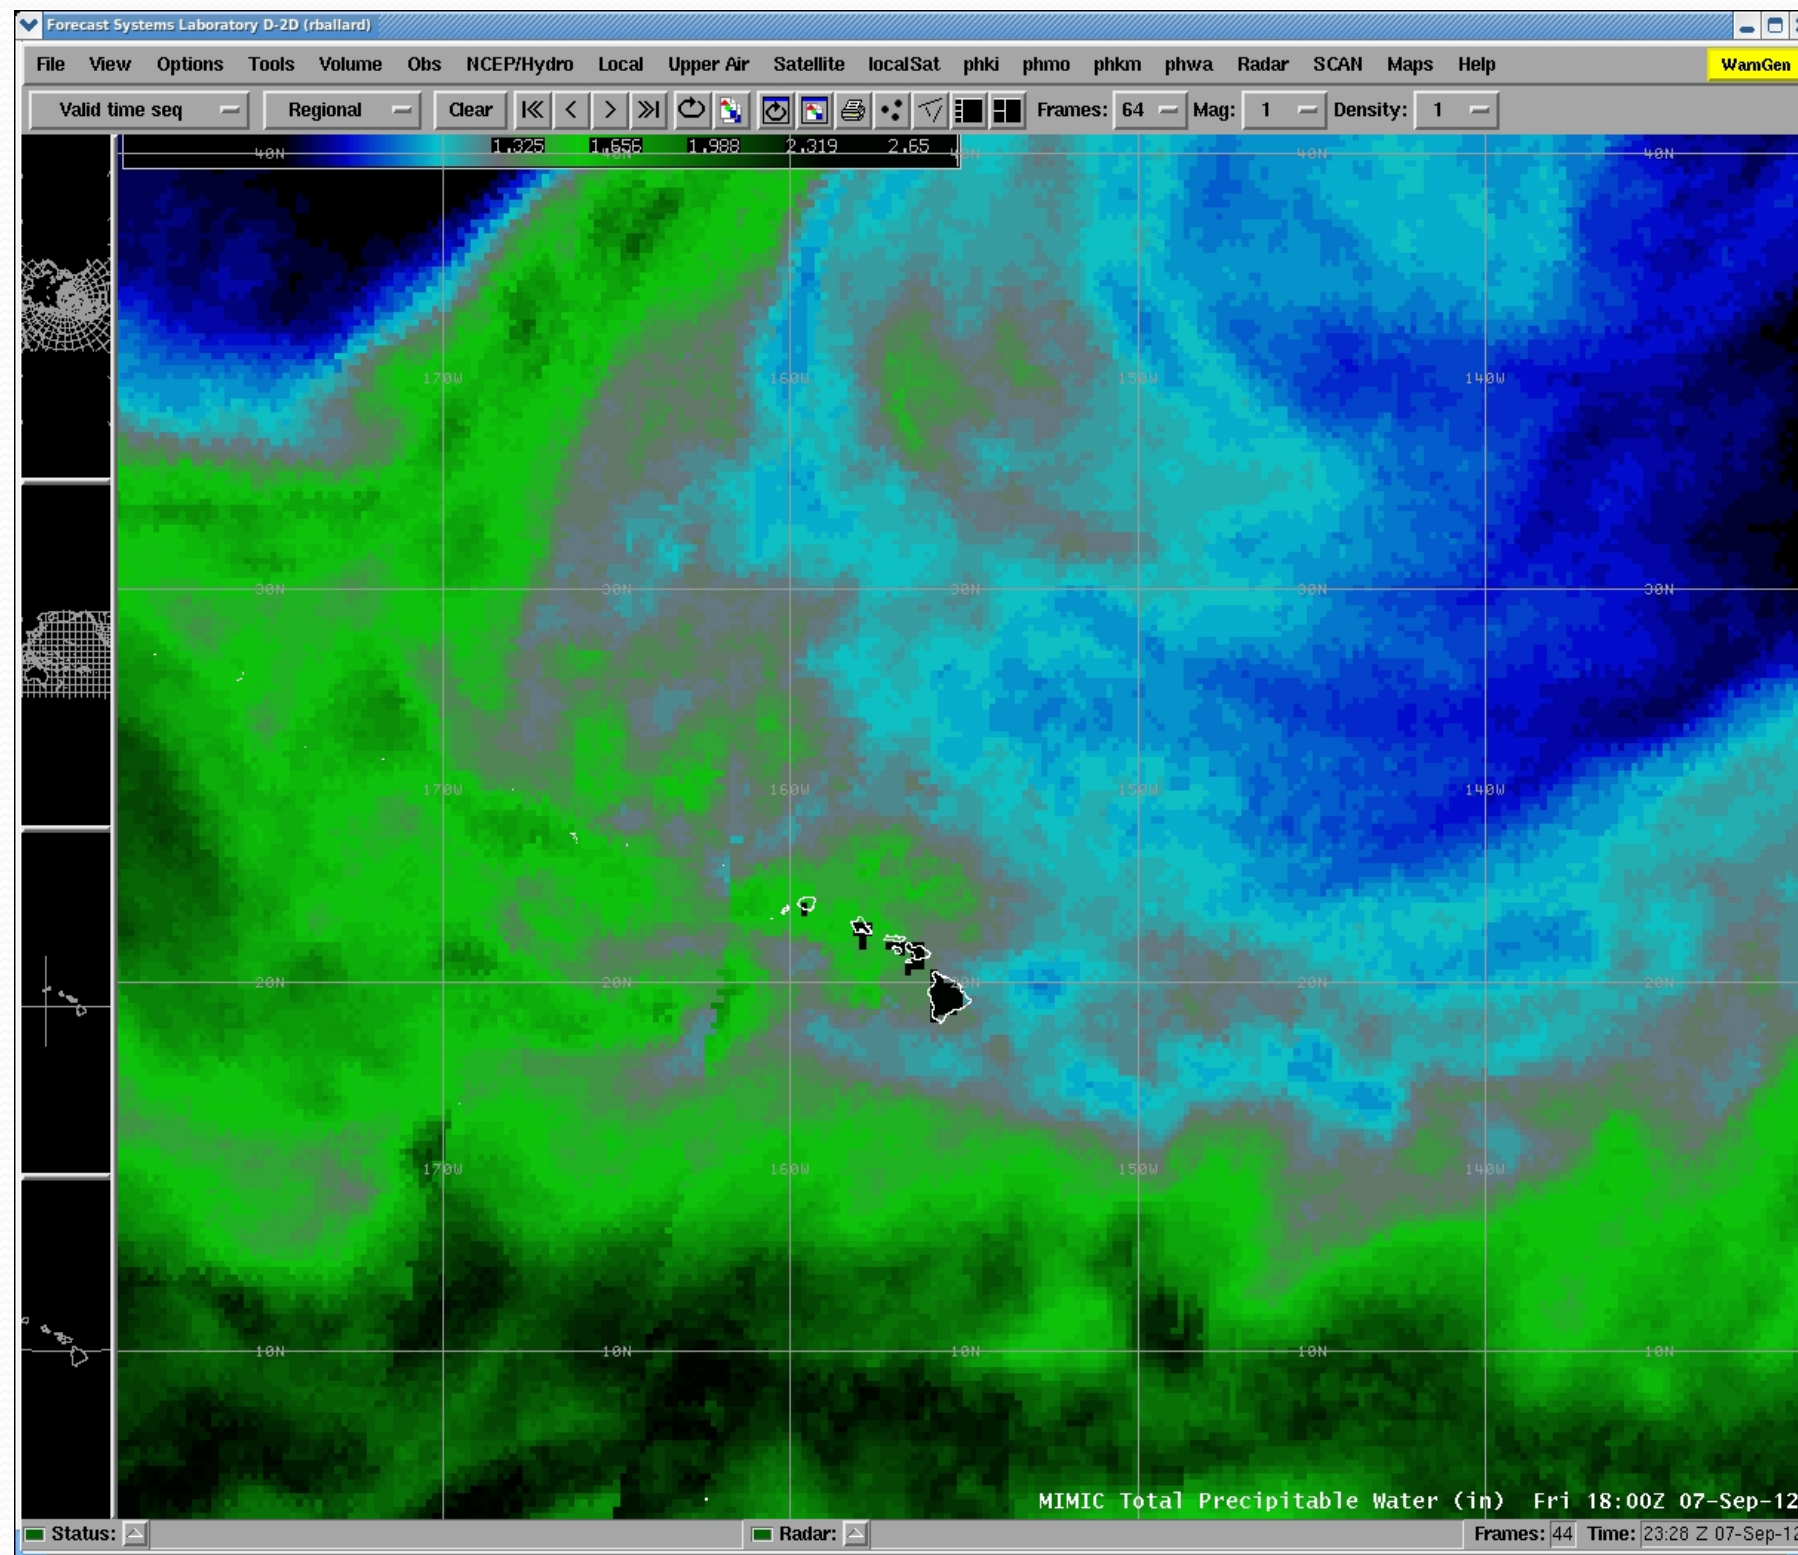 Forecast Systems Laboratory D-2D (rballard)
File View Options Tools Volume Obs NCEP/Hydro Local Upper Air Satellite localSat phki phmo phkm phwa Radar SCAN Maps Help WarnGen
Valid time seq Regional Clear Frames: 64 Mag: 1 Density: 1
1.325 1.656 1.988 2.319 2.65
40N 40N 40N 40N 40N
170W 160W 150W 140W
30N 30N 30N 30N 30N
170W 160W 150W 140W
20N 20N 20N 20N 20N
170W 160W 150W 140W
10N 10N 10N 10N 10N
MIMIC Total Precipitable Water (in) Fri 18:00Z 07-Sep-12
Status: Radar: Frames: 44 Time: 23:28 Z 07-Sep-12